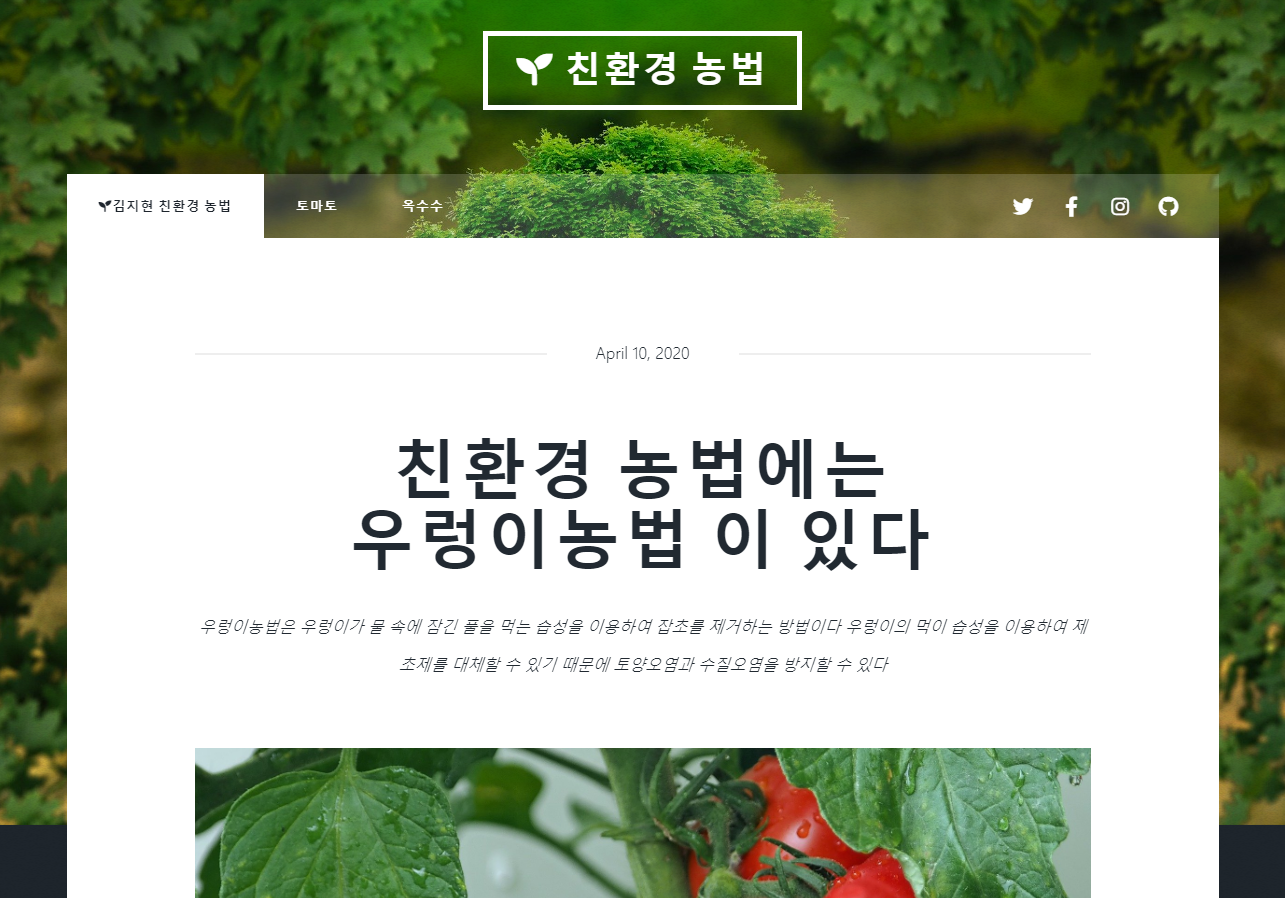 친환경 농법
김지현 친환경 농법 토마토 옥수수
April 10, 2020
친환경 농법에는
우렁이농법 이 있다
우렁이농법은 우렁이가 물 속에 잠긴 풀을 먹는 습성을 이용하여 잡초를 제거하는 방법이다 우렁이의 먹이 습성을 이용하여 제
초제를 대체할 수 있기 때문에 토양오염과 수질오염을 방지할 수 있다